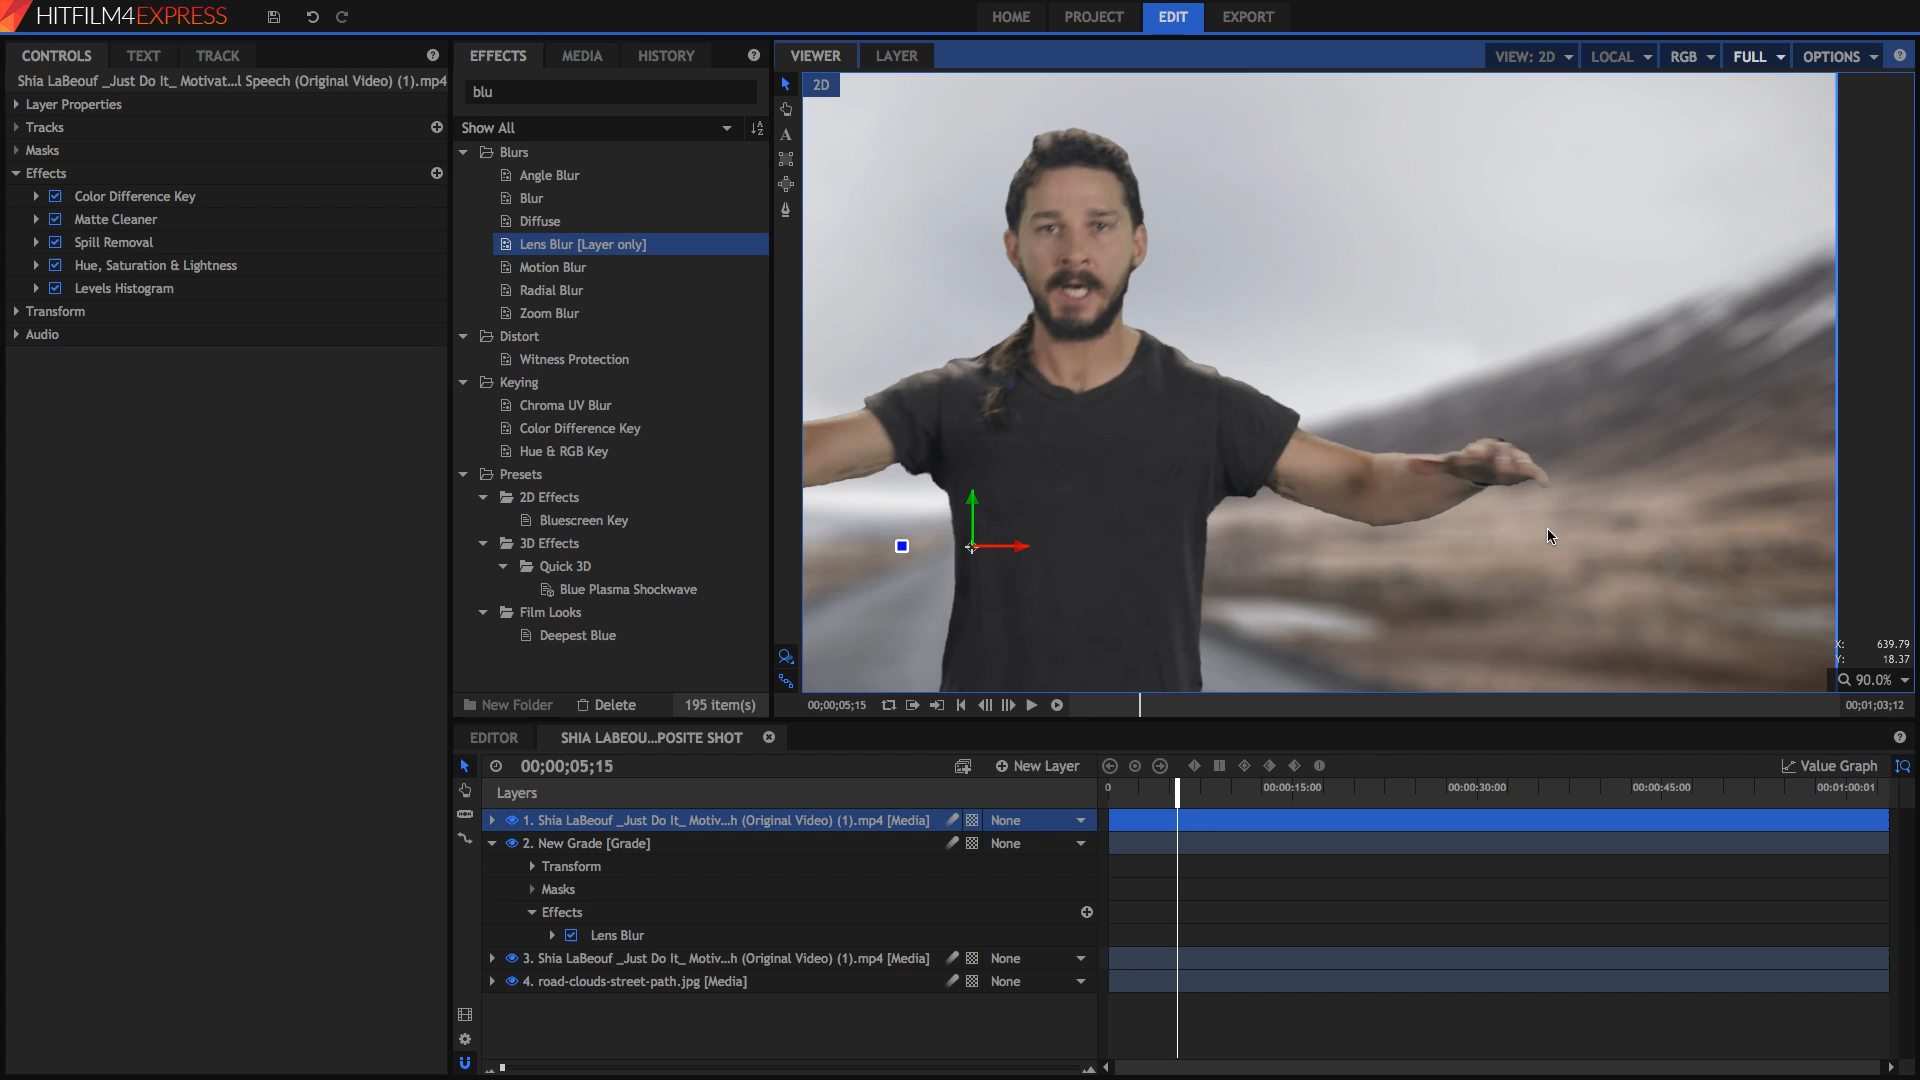 HITFILM4EXPRESS
HOME PROJECT EDIT EXPORT
CONTROLS TEXT TRACK
Shia LaBeouf _Just Do It_ Motivat...l Speech (Original Video) (1).mp4
Layer Properties
Tracks
Masks
Effects
Color Difference Key
Matte Cleaner
Spill Removal
Hue, Saturation & Lightness
Levels Histogram
Transform
Audio
EFFECTS MEDIA HISTORY
blu
Show All
Blurs
Angle Blur
Blur
Diffuse
Lens Blur [Layer only]
Motion Blur
Radial Blur
Zoom Blur
Distort
Witness Protection
Keying
Chroma UV Blur
Color Difference Key
Hue & RGB Key
Presets
2D Effects
Bluescreen Key
3D Effects
Quick 3D
Blue Plasma Shockwave
Film Looks
Deepest Blue
New Folder Delete 195 item(s)
VIEWER LAYER VIEW: 2D LOCAL RGB FULL OPTIONS
2D
A
X: 639.79
Y: 18.37
90.0%
00;00;05;15 00;01;03;12
EDITOR SHIA LABEOU...POSITE SHOT
00;00;05;15 New Layer Value Graph
Layers 0 00:00:15:00 00:00:30:00 00:00:45:00 00:01:00:01
1. Shia LaBeouf _Just Do It_ Motiv...h (Original Video) (1).mp4 [Media] None
2. New Grade [Grade] None
Transform
Masks
Effects
Lens Blur
3. Shia LaBeouf _Just Do It_ Motiv...h (Original Video) (1).mp4 [Media] None
4. road-clouds-street-path.jpg [Media] None